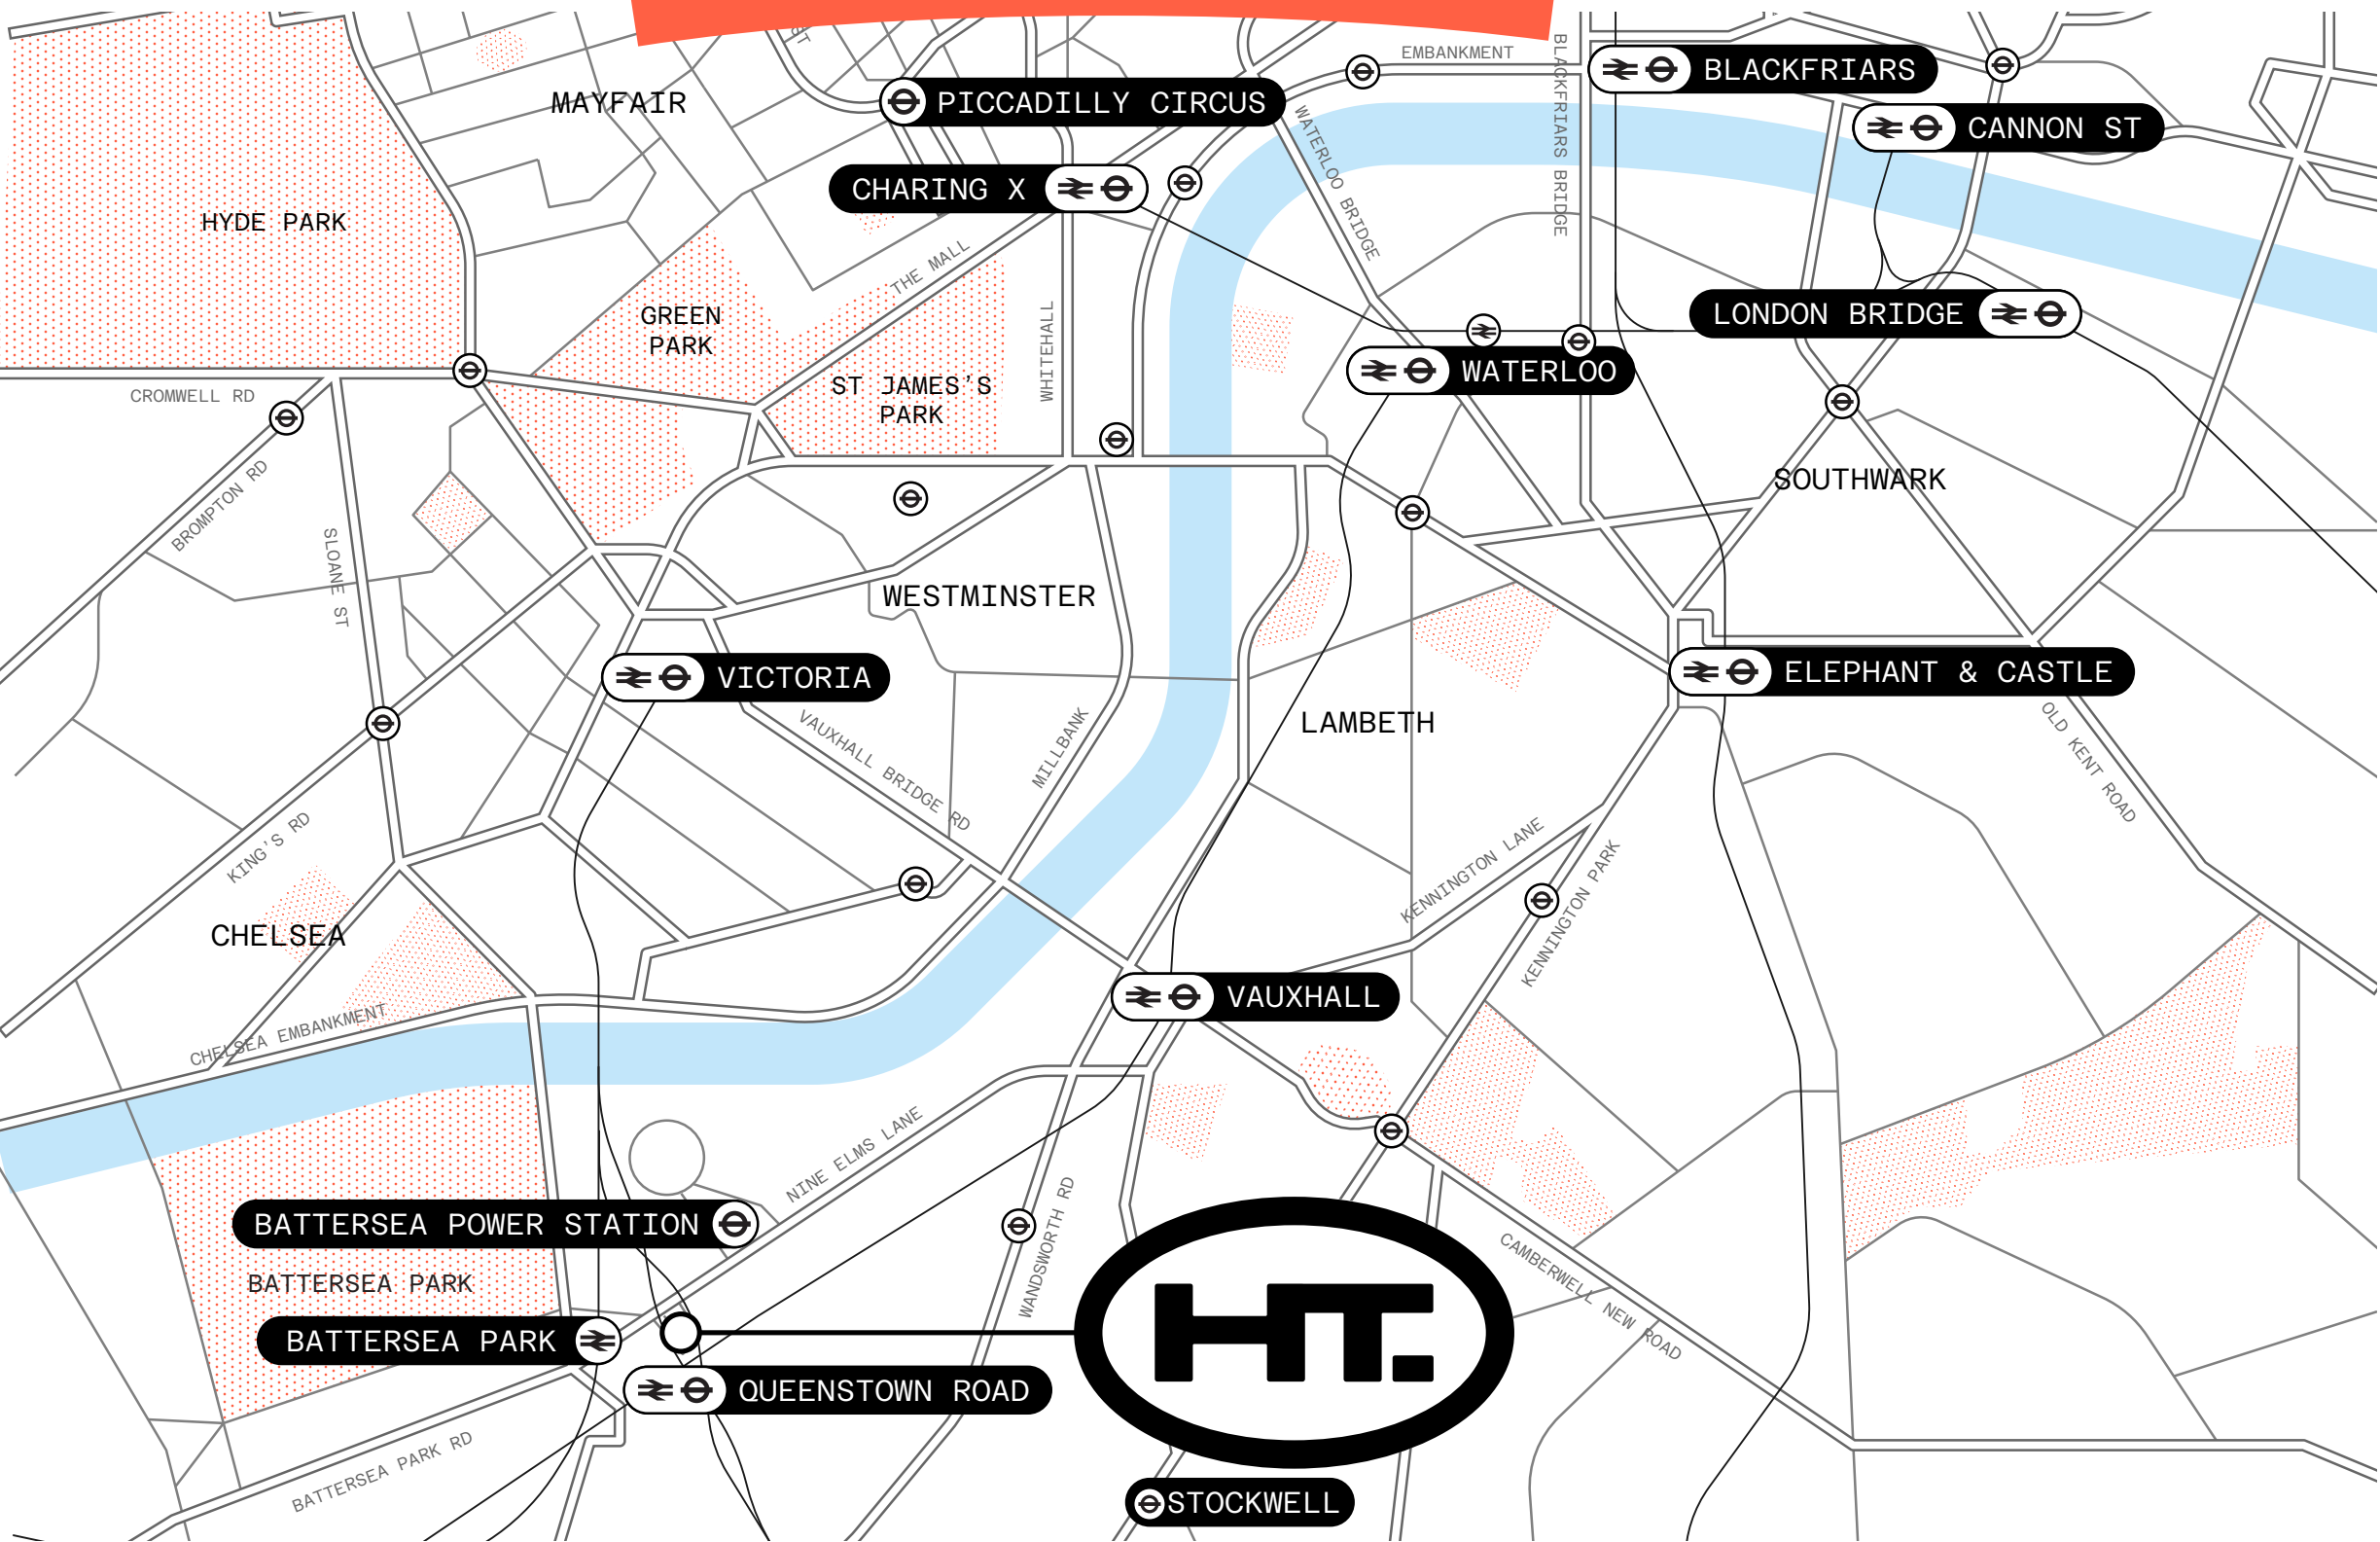 ST
EMBANKMENT
BLACKFRIARS
MAYFAIR
PICCADILLY CIRCUS
BLACKFRIARS BRIDGE
CANNON ST
WATERLOO BRIDGE
CHARING X
HYDE PARK
THE MALL
GREEN
PARK
WHITEHALL
LONDON BRIDGE
WATERLOO
ST JAMES'S
PARK
CROMWELL RD
BROMPTON RD
SOUTHWARK
SLOANE ST
WESTMINSTER
VICTORIA
ELEPHANT & CASTLE
LAMBETH
VAUXHALL BRIDGE RD
MILLBANK
OLD KENT ROAD
KING'S RD
KENNINGTON LANE
KENNINGTON PARK
CHELSEA
VAUXHALL
CHELSEA EMBANKMENT
NINE ELMS LANE
BATTERSEA POWER STATION
WANDSWORTH RD
BATTERSEA PARK
CAMBERWELL NEW ROAD
HT.
BATTERSEA PARK
QUEENSTOWN ROAD
BATTERSEA PARK RD
STOCKWELL